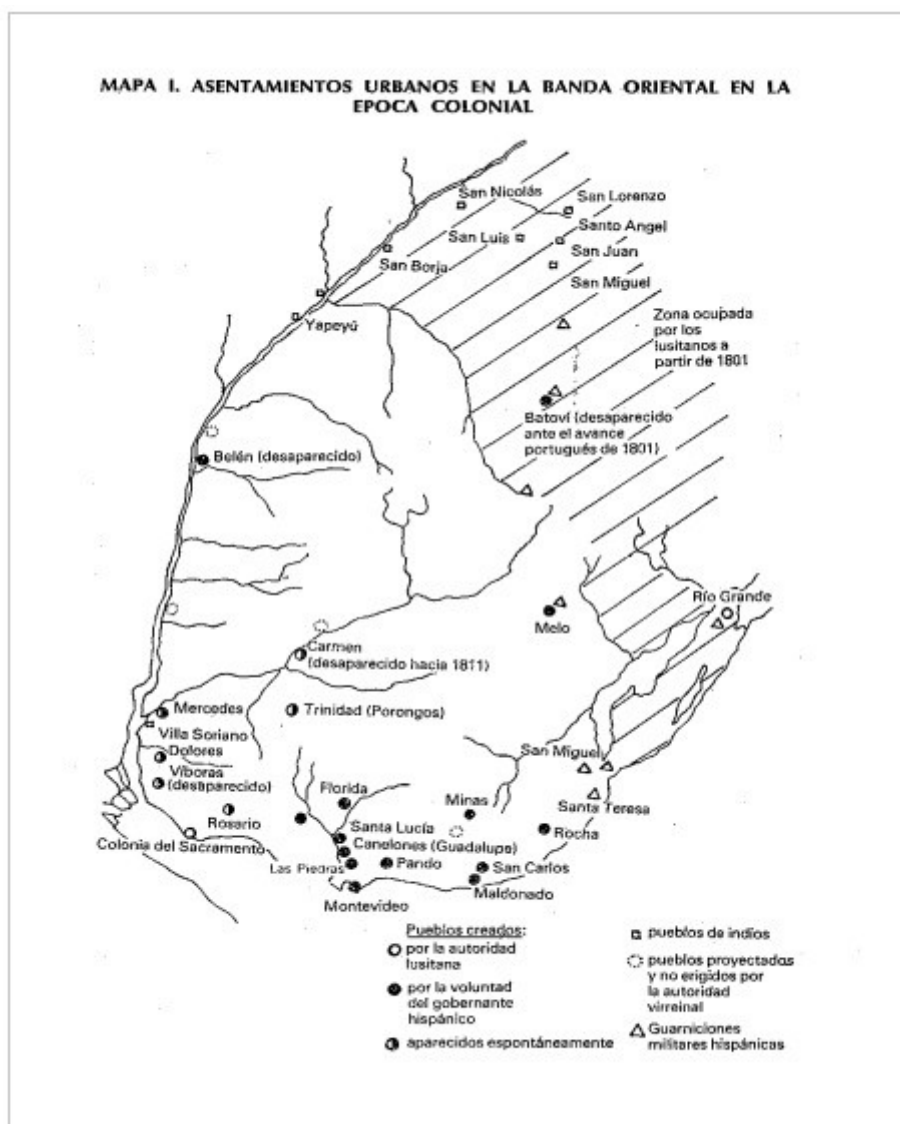 MAPA I. ASENTAMIENTOS URBANOS EN LA BANDA ORIENTAL EN LA
EPOCA COLONIAL
San Nicolás
San Lorenzo
San Luis
Santo Angel
San Borja
San Juan
San Miguel
Yapeyú
Zona ocupada
por los
lusitanos a
partir de 1801
Batoví (desaparecido
ante el avance
portugués de 1801)
Belén (desaparecido)
Río Grande
Melo
Carmen
(desaparecido hacia 1811)
Mercedes
Trinidad (Porongos)
Villa Soriano
Dolores
Víboras
(desaparecido)
San Miguel
Florida
Minas
Santa Teresa
Rosario
Santa Lucía
Rocha
Colonia del Sacramento
Canelones (Guadalupe)
Las Piedras
Pando
San Carlos
Maldonado
Montevideo
Pueblos creados:
por la autoridad
lusitana
por la voluntad
del gobernante
hispánico
aparecidos espontáneamente
pueblos de indios
pueblos proyectados
y no erigidos por
la autoridad
virreinal
Guarniciones
militares hispánicas